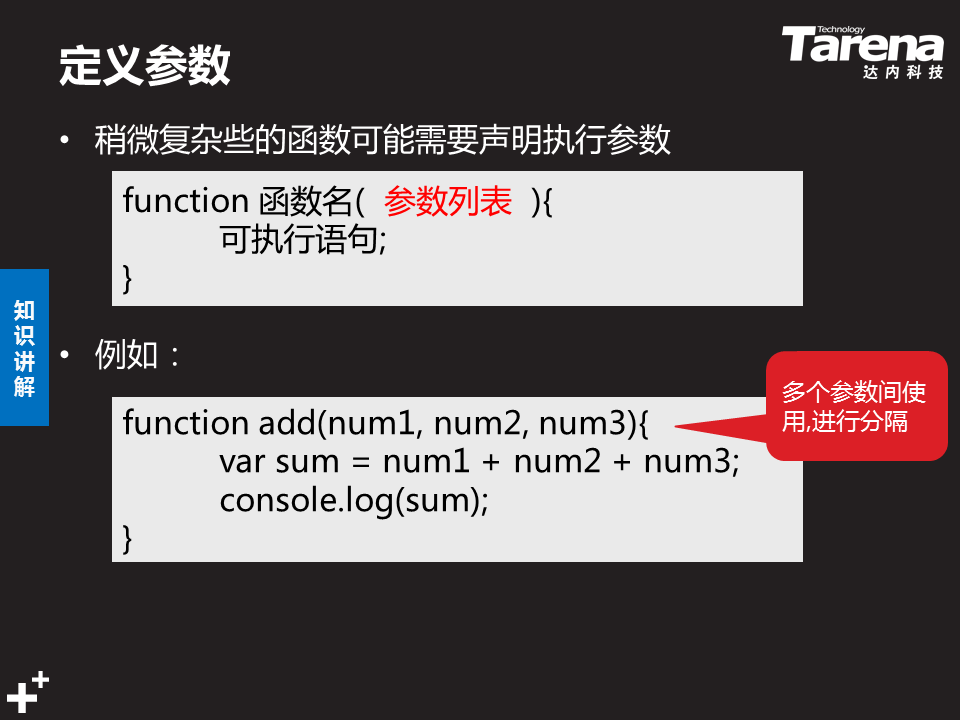 定义参数
Technology
Tarena
达内科技
• 稍微复杂些的函数可能需要声明执行参数
function 函数名( 参数列表 ){
可执行语句;
}
知识讲解
• 例如：
多个参数间使
用,进行分隔
function add(num1, num2, num3){
var sum = num1 + num2 + num3;
console.log(sum);
}